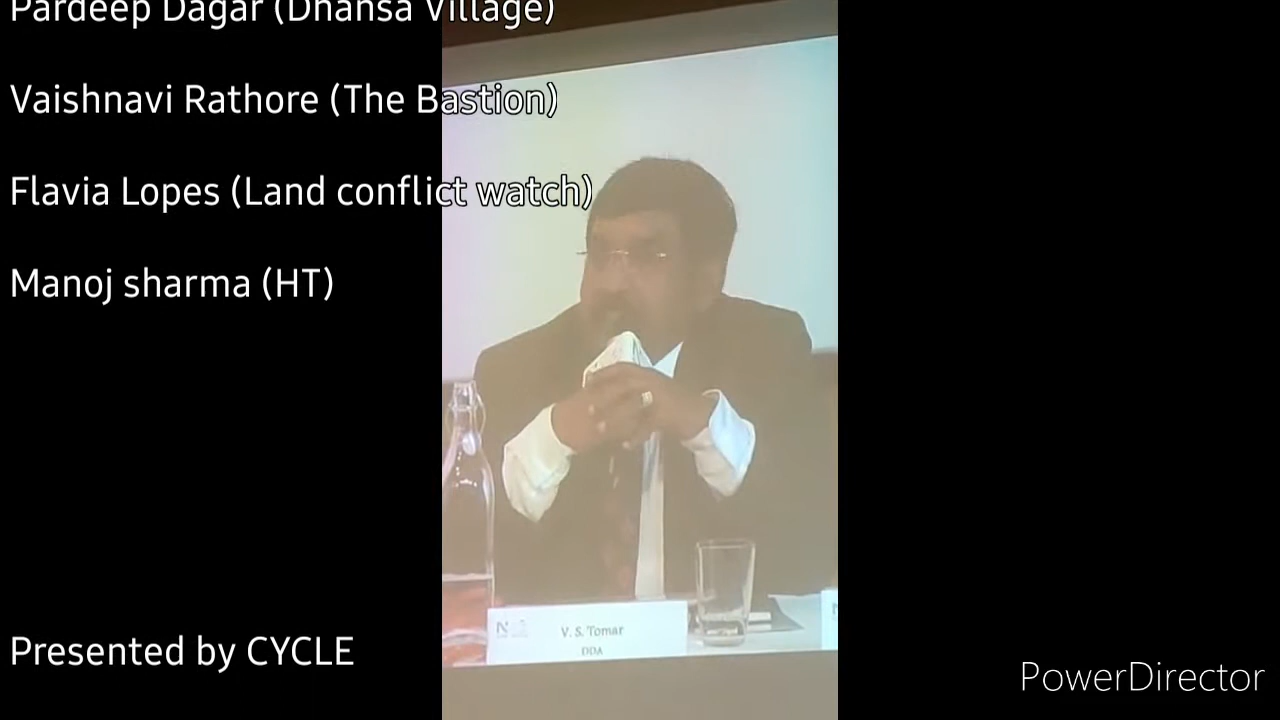 Pardeep Dagar (Dhansa Village)
Vaishnavi Rathore (The Bastion)
Flavia Lopes (Land conflict watch)
Manoj sharma (HT)
V. S. Tomar
DDA
Presented by CYCLE
PowerDirector